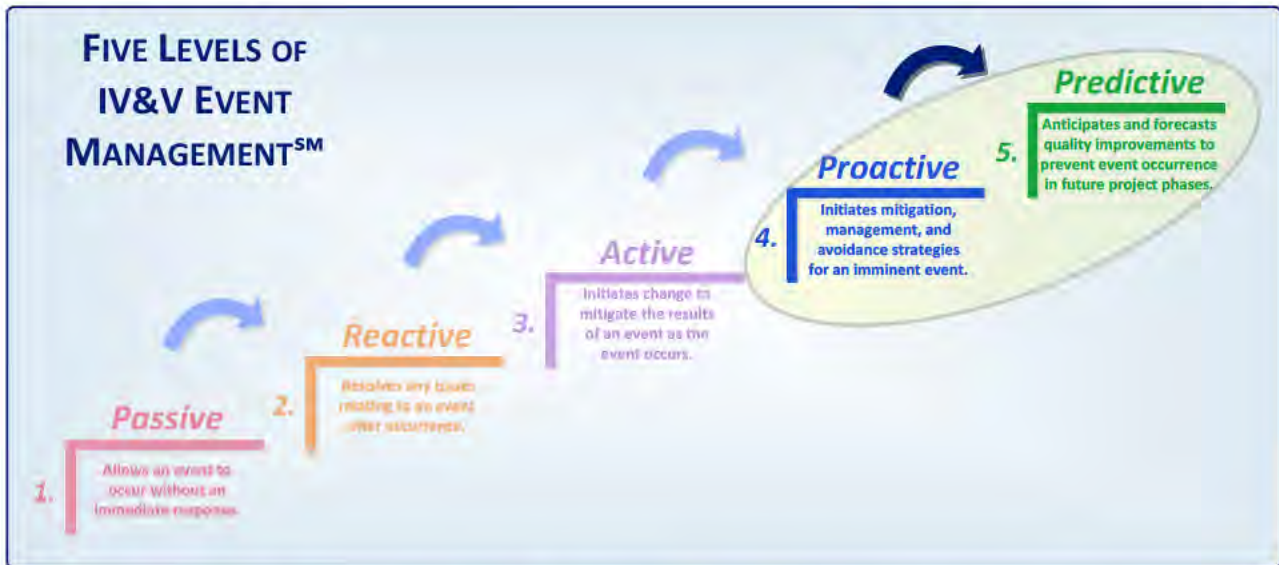 FIVE LEVELS OF
IV&V EVENT
MANAGEMENT℠
1.
Passive
Allows an event to
occur without an
immediate response.
2.
Reactive
Resolves any issues
relating to an event
after occurrence.
3.
Active
Initiates change to
mitigate the results
of an event as the
event occurs.
4.
Proactive
Initiates mitigation,
management, and
avoidance strategies
for an imminent event.
5.
Predictive
Anticipates and forecasts
quality improvements to
prevent event occurrence
in future project phases.